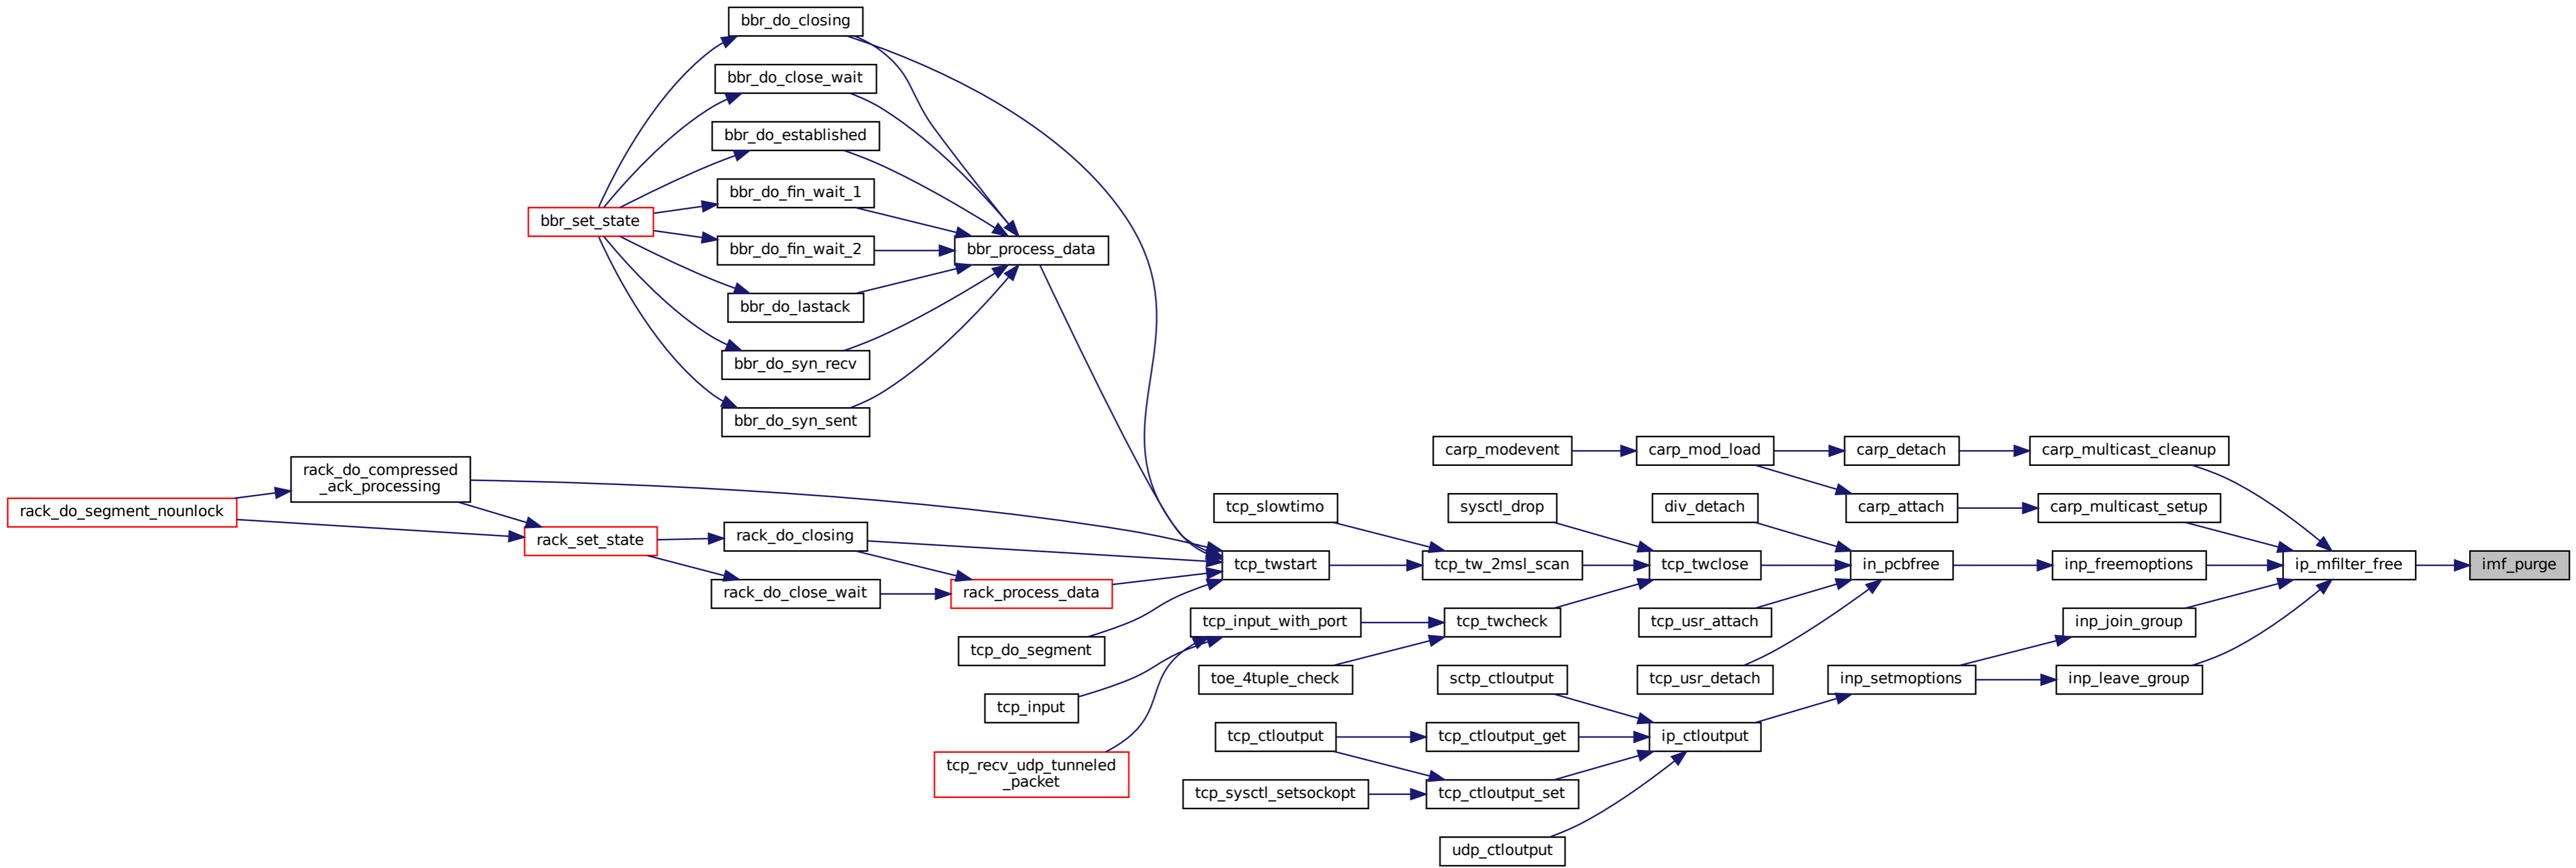 bbr_do_closing
bbr_do_close_wait
bbr_do_established
bbr_do_fin_wait_1
bbr_set_state
bbr_do_fin_wait_2
bbr_process_data
bbr_do_lastack
bbr_do_syn_recv
bbr_do_syn_sent
carp_modevent
carp_mod_load
carp_detach
carp_multicast_cleanup
rack_do_compressed
_ack_processing
rack_do_segment_nounlock
tcp_slowtimo
sysctl_drop
div_detach
carp_attach
carp_multicast_setup
rack_set_state
rack_do_closing
tcp_twstart
tcp_tw_2msl_scan
tcp_twclose
in_pcbfree
inp_freemoptions
ip_mfilter_free
imf_purge
rack_do_close_wait
rack_process_data
tcp_input_with_port
tcp_twcheck
tcp_usr_attach
inp_join_group
tcp_do_segment
toe_4tuple_check
sctp_ctloutput
tcp_usr_detach
inp_setmoptions
inp_leave_group
tcp_input
tcp_ctloutput
tcp_ctloutput_get
ip_ctloutput
tcp_recv_udp_tunneled
_packet
tcp_sysctl_setsockopt
tcp_ctloutput_set
udp_ctloutput